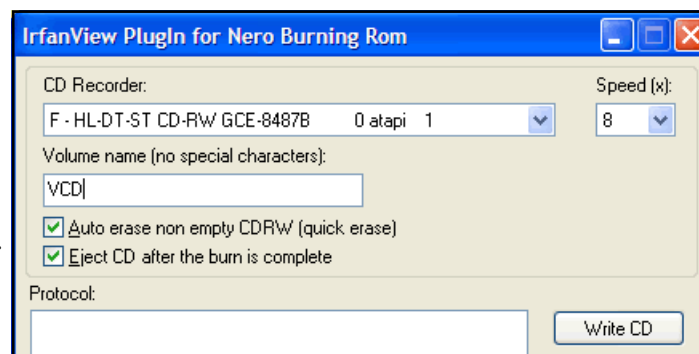 IrfanView PlugIn for Nero Burning Rom
CD Recorder: Speed (x):
F - HL-DT-ST CD-RW GCE-8487B 0 atapi 1 8
Volume name (no special characters):
VCD
Auto erase non empty CDRW (quick erase)
Eject CD after the burn is complete
Protocol:
Write CD